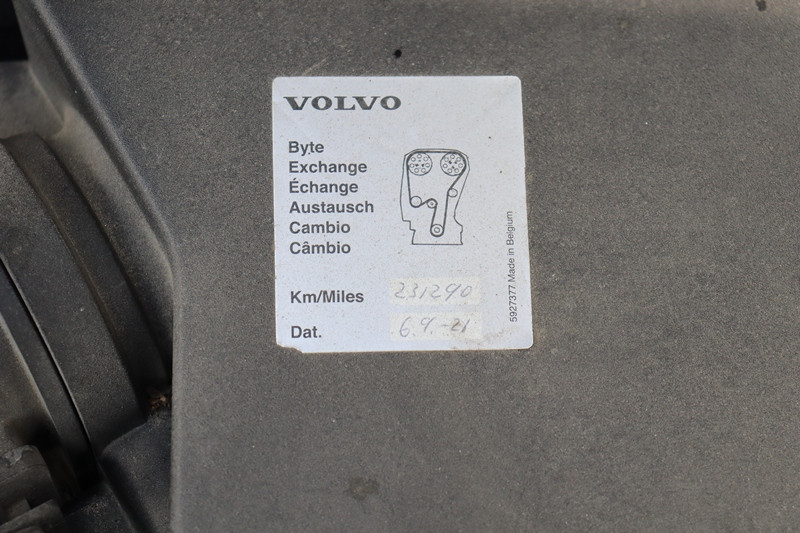 VOLVO
Byte
Exchange
Échange
Austausch
Cambio
Câmbio
Km/Miles 231290
Dat. 6.9.-21
5927377 Made in Belgium